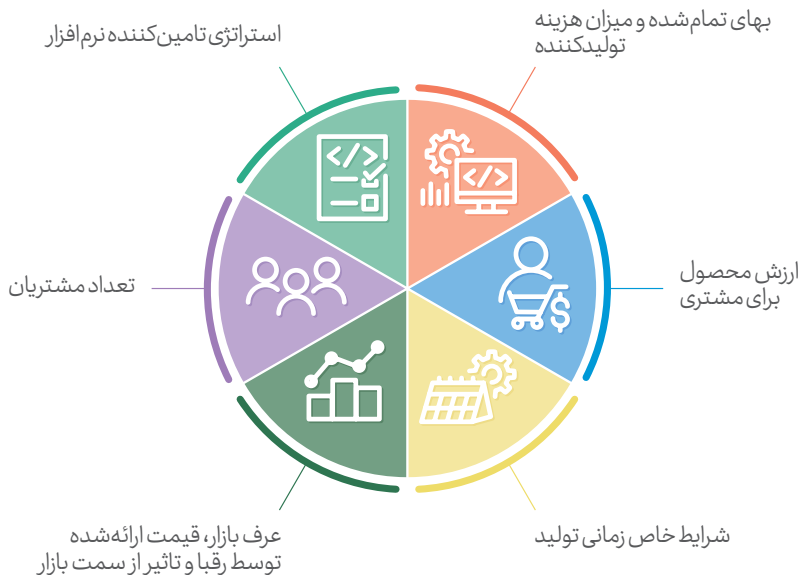 بهای تمام‌شده و میزان هزینه
تولیدکننده
استراتژی تامین‌کننده نرم‌افزار
ارزش محصول
برای مشتری
تعداد مشتریان
شرایط خاص زمانی تولید
عرف بازار، قیمت ارائه‌شده
توسط رقبا و تاثیر از سمت بازار